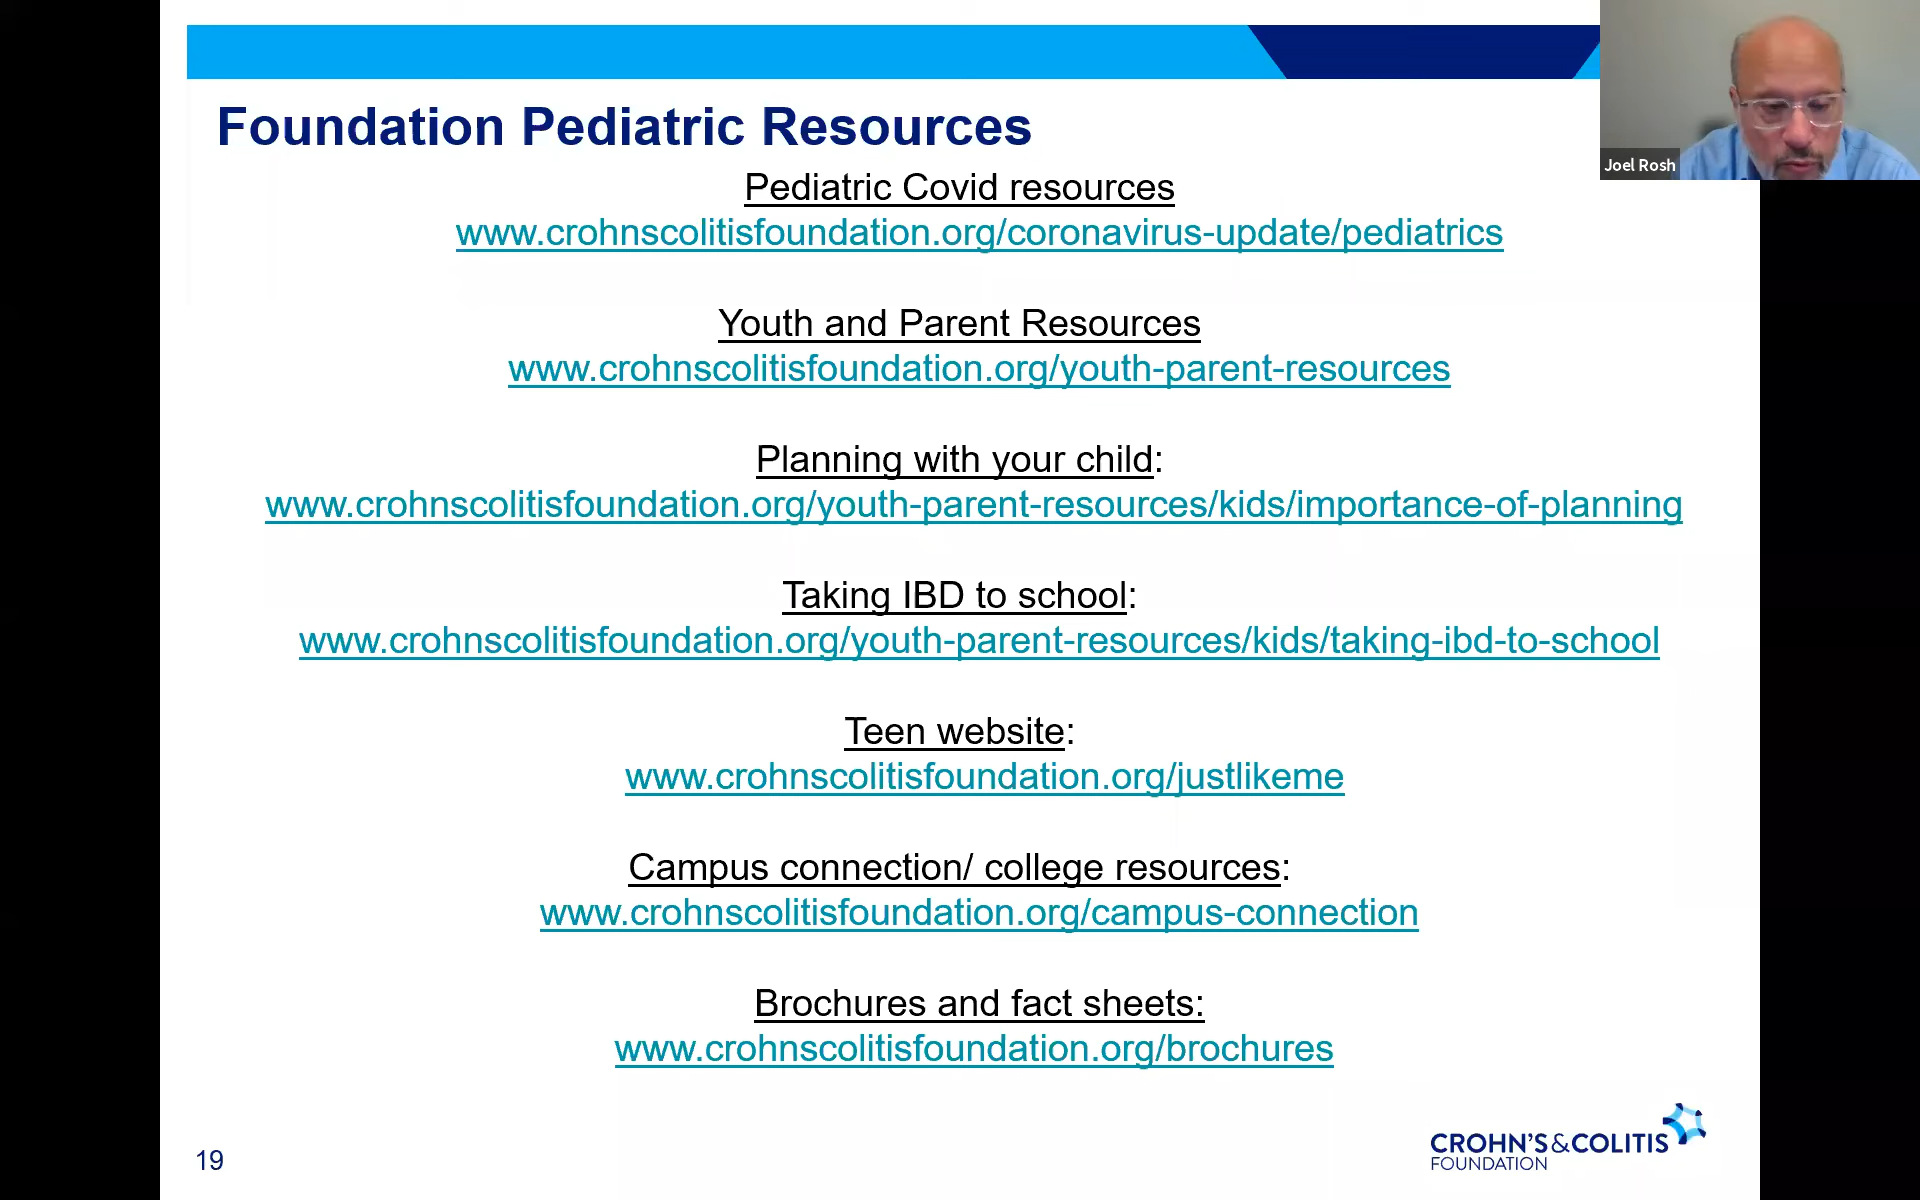 Foundation Pediatric Resources
Joel Rosh
Pediatric Covid resources
www.crohnscolitisfoundation.org/coronavirus-update/pediatrics
Youth and Parent Resources
www.crohnscolitisfoundation.org/youth-parent-resources
Planning with your child:
www.crohnscolitisfoundation.org/youth-parent-resources/kids/importance-of-planning
Taking IBD to school:
www.crohnscolitisfoundation.org/youth-parent-resources/kids/taking-ibd-to-school
Teen website:
www.crohnscolitisfoundation.org/justlikeme
Campus connection/ college resources:
www.crohnscolitisfoundation.org/campus-connection
Brochures and fact sheets:
www.crohnscolitisfoundation.org/brochures
19
CROHN'S&COLITIS
FOUNDATION